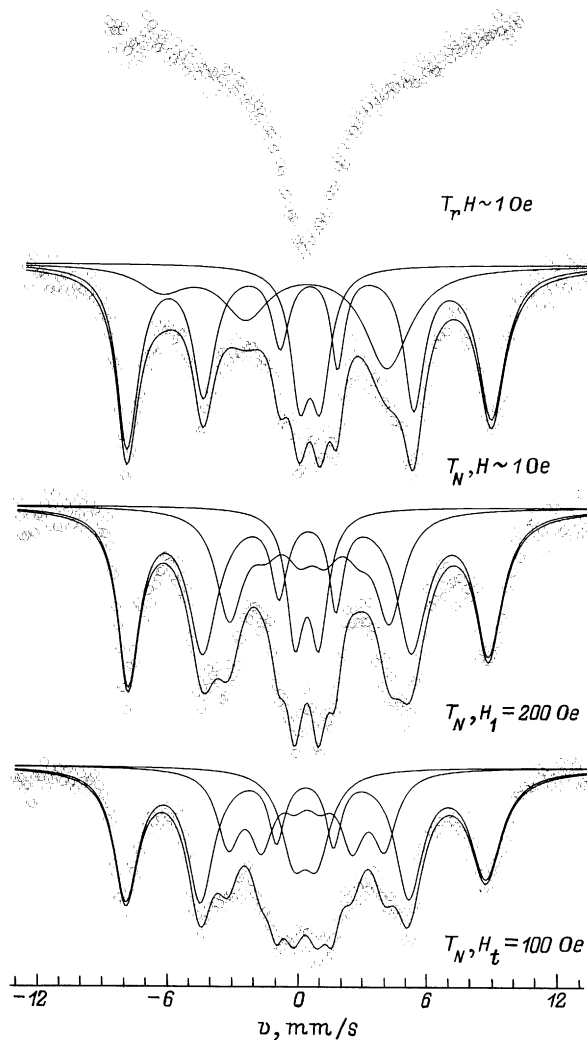 T_r H ~ 1 Oe
T_N, H ~ 1 Oe
T_N, H_1 = 200 Oe
T_N, H_t = 100 Oe
-12 -6 0 6 12
v, mm/s